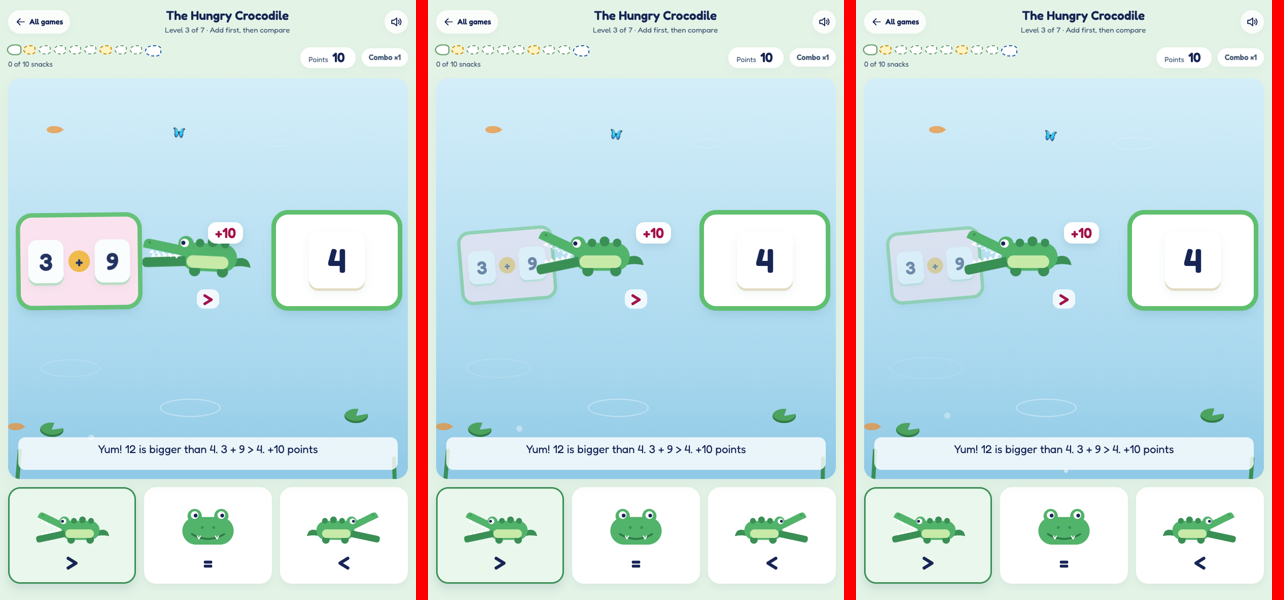 All games
The Hungry Crocodile
Level 3 of 7 · Add first, then compare
0 of 10 snacks
Points 10
Combo ×1
+10
3 + 9
4
>
Yum! 12 is bigger than 4. 3 + 9 > 4. +10 points
>
=
<
All games
The Hungry Crocodile
Level 3 of 7 · Add first, then compare
0 of 10 snacks
Points 10
Combo ×1
+10
3 + 9
4
>
Yum! 12 is bigger than 4. 3 + 9 > 4. +10 points
>
=
<
All games
The Hungry Crocodile
Level 3 of 7 · Add first, then compare
0 of 10 snacks
Points 10
Combo ×1
+10
3 + 9
4
>
Yum! 12 is bigger than 4. 3 + 9 > 4. +10 points
>
=
<